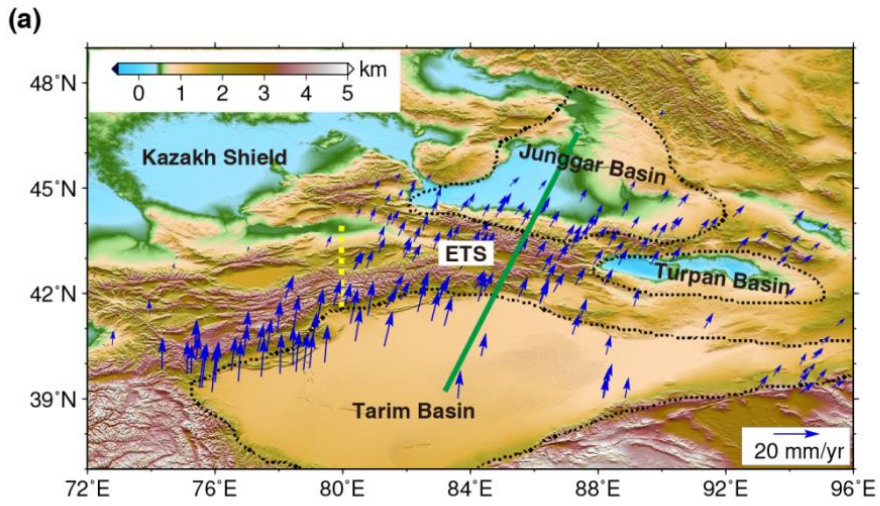 (a)
48°N
km
0 1 2 3 4 5
Kazakh Shield
Junggar Basin
45°N
ETS
Turpan Basin
42°N
39°N
Tarim Basin
20 mm/yr
72°E 76°E 80°E 84°E 88°E 92°E 96°E